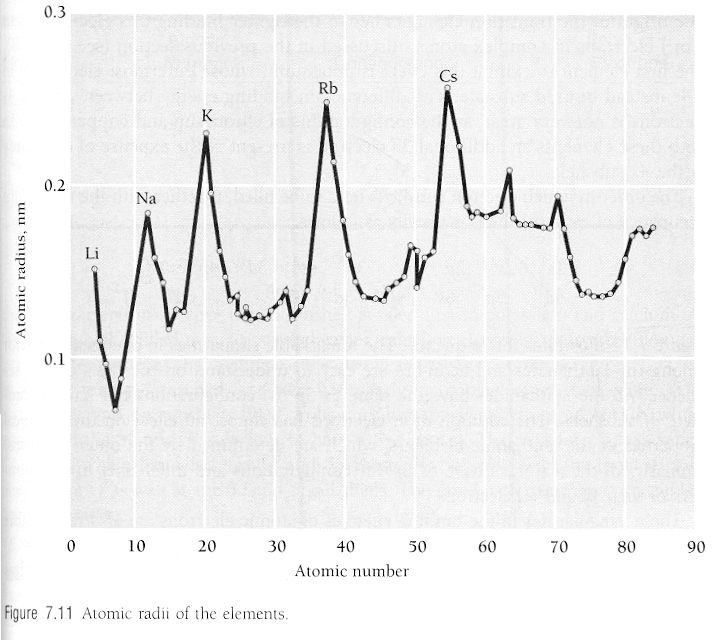 0.3
Cs
Rb
K
0.2
Na
Li
Atomic radius, nm
0.1
0 10 20 30 40 50 60 70 80 90
Atomic number
Figure 7.11 Atomic radii of the elements.